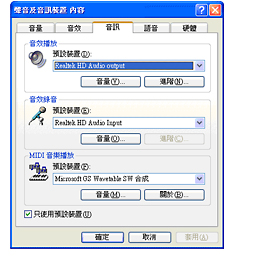 聲音及音訊裝置 內容
音量 音效 音訊 語音 硬體
音效播放
預設裝置(D):
Realtek HD Audio output
音量(V)... 進階(N)...
音效錄音
預設裝置(E):
Realtek HD Audio Input
音量(O)... 進階(C)...
MIDI 音樂播放
預設裝置(F):
Microsoft GS Wavetable SW 合成
音量(M)... 關於(B)...
只使用預設裝置(U)
確定 取消 套用(A)